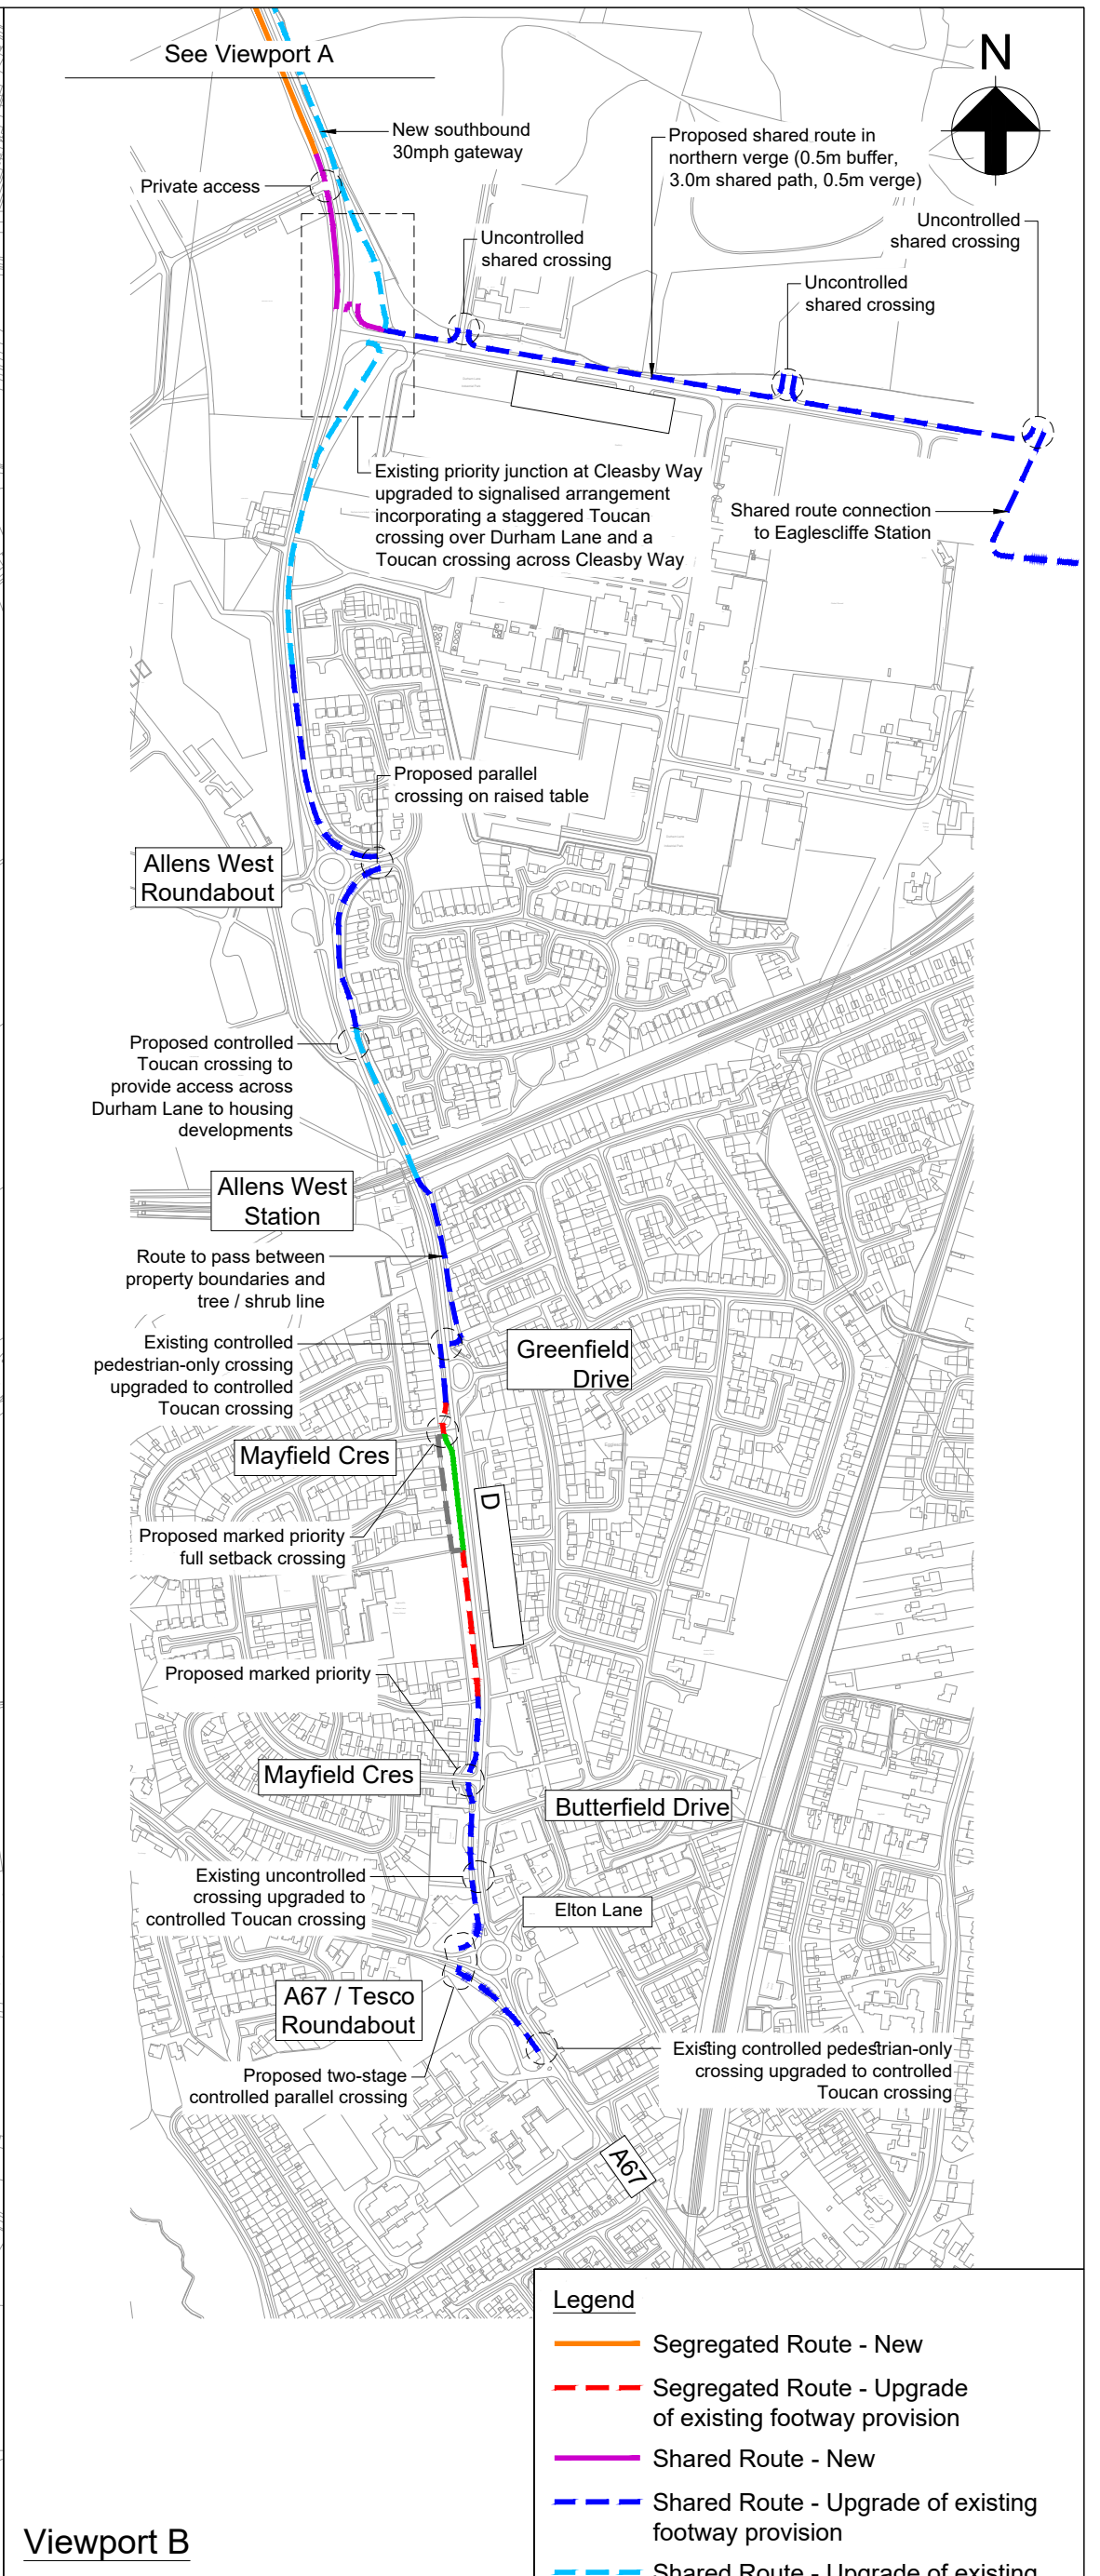 See Viewport A
N
New southbound
30mph gateway
Proposed shared route in
northern verge (0.5m buffer,
3.0m shared path, 0.5m verge)
Private access
Uncontrolled
shared crossing
Uncontrolled
shared crossing
Uncontrolled
shared crossing
Existing priority junction at Cleasby Way
upgraded to signalised arrangement
incorporating a staggered Toucan
crossing over Durham Lane and a
Toucan crossing across Cleasby Way
Shared route connection
to Eaglescliffe Station
Proposed parallel
crossing on raised table
Allens West
Roundabout
Proposed controlled
Toucan crossing to
provide access across
Durham Lane to housing
developments
Allens West
Station
Route to pass between
property boundaries and
tree / shrub line
Existing controlled
pedestrian-only crossing
upgraded to controlled
Toucan crossing
Greenfield
Drive
Mayfield Cres
D
Proposed marked priority
full setback crossing
Proposed marked priority
Mayfield Cres
Butterfield Drive
Existing uncontrolled
crossing upgraded to
controlled Toucan crossing
Elton Lane
A67 / Tesco
Roundabout
Proposed two-stage
controlled parallel crossing
Existing controlled pedestrian-only
crossing upgraded to controlled
Toucan crossing
A67
Legend
Segregated Route - New
Segregated Route - Upgrade
of existing footway provision
Shared Route - New
Shared Route - Upgrade of existing
footway provision
Shared Route - Upgrade of existing
Viewport B